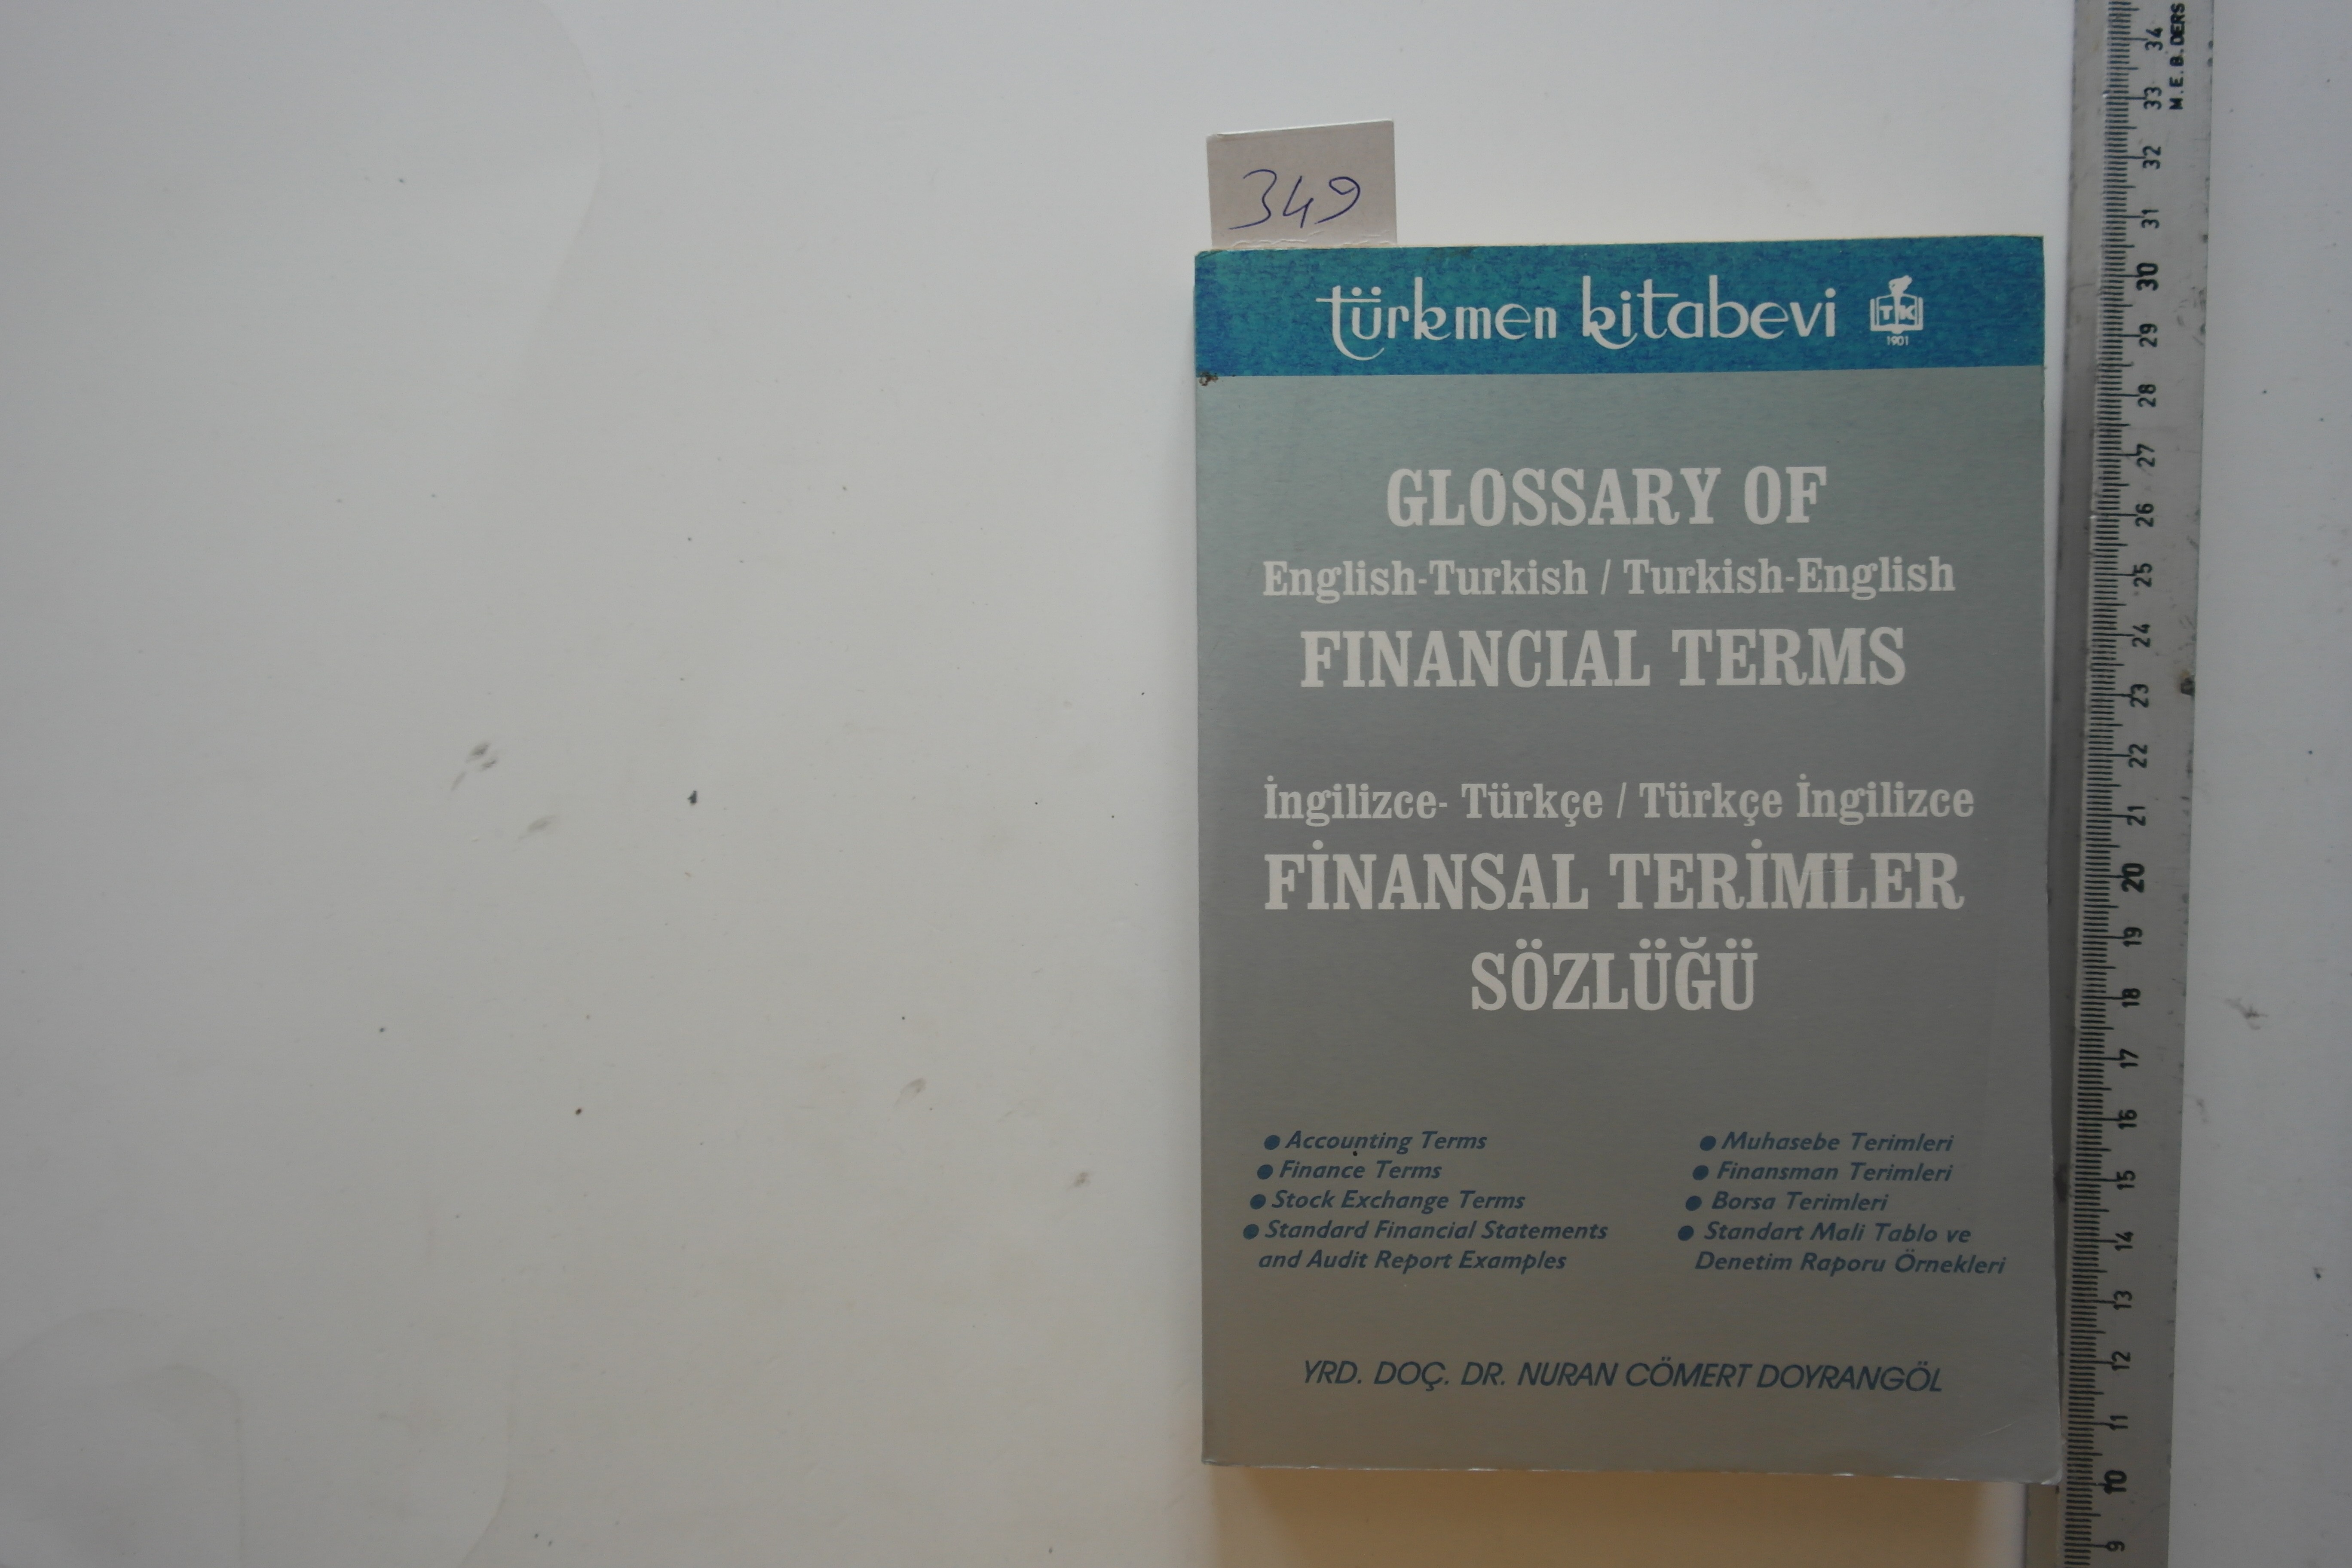 349
türkmen kitabevi
TK
1901
GLOSSARY OF
English-Turkish / Turkish-English
FINANCIAL TERMS
İngilizce- Türkçe / Türkçe İngilizce
FİNANSAL TERİMLER
SÖZLÜĞÜ
● Accounting Terms
● Finance Terms
● Stock Exchange Terms
● Standard Financial Statements
and Audit Report Examples
● Muhasebe Terimleri
● Finansman Terimleri
● Borsa Terimleri
● Standart Mali Tablo ve
Denetim Raporu Örnekleri
YRD. DOÇ. DR. NURAN CÖMERT DOYRANGÖL
M.E.B. DERS
34
33
32
31
30
29
28
27
26
25
24
23
22
21
20
19
18
17
16
15
14
13
12
11
10
9